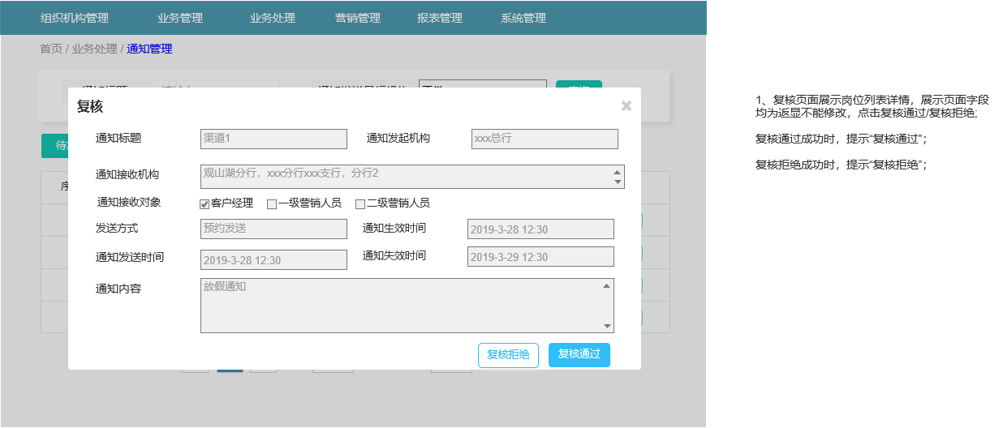 组织机构管理 业务管理 业务处理 营销管理 报表管理 系统管理
首页 / 业务处理 / 通知管理
复核
通知标题 渠道1 通知发起机构 xxx总行
通知接收机构 观山湖分行，xxx分行xxx支行，分行2
通知接收对象 客户经理 一级营销人员 二级营销人员
发送方式 预约发送 通知生效时间 2019-3-28 12:30
通知发送时间 2019-3-28 12:30 通知失效时间 2019-3-29 12:30
通知内容 放假通知
复核拒绝 复核通过
1、复核页面展示岗位列表详情，展示页面字段
均为返显不能修改，点击复核通过/复核拒绝;
复核通过成功时，提示“复核通过”；
复核拒绝成功时，提示“复核拒绝”；